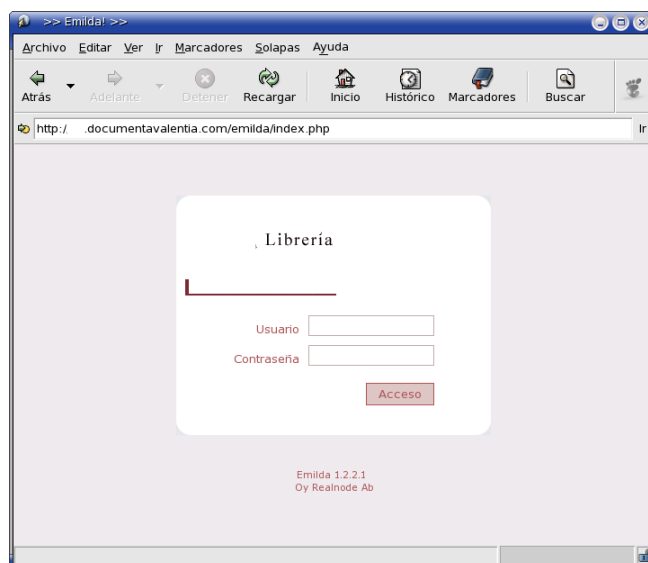 >> Emilda! >>
Archivo Editar Ver Ir Marcadores Solapas Ayuda
Atrás Adelante Detener Recargar Inicio Histórico Marcadores Buscar
http:/ .documentavalentia.com/emilda/index.php Ir
Librería
Usuario
Contraseña
Acceso
Emilda 1.2.2.1
Oy Realnode Ab